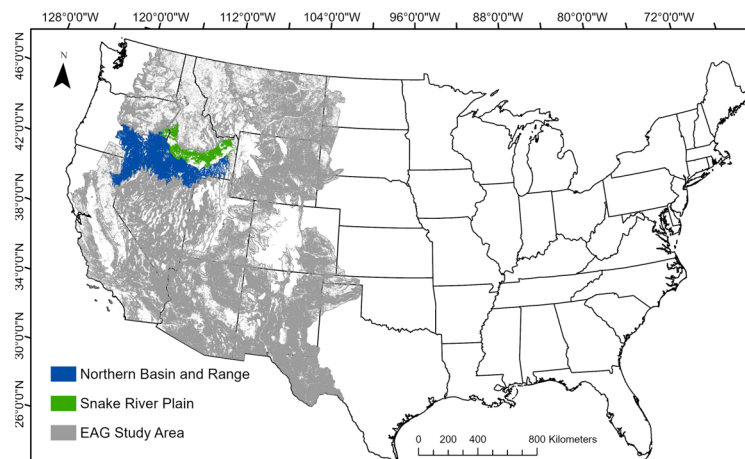 128°0'0"W 120°0'0"W 112°0'0"W 104°0'0"W 96°0'0"W 88°0'0"W 80°0'0"W 72°0'0"W
46°0'0"N
N
42°0'0"N
38°0'0"N
34°0'0"N
30°0'0"N
26°0'0"N
Northern Basin and Range
Snake River Plain
EAG Study Area
0 200 400 800 Kilometers